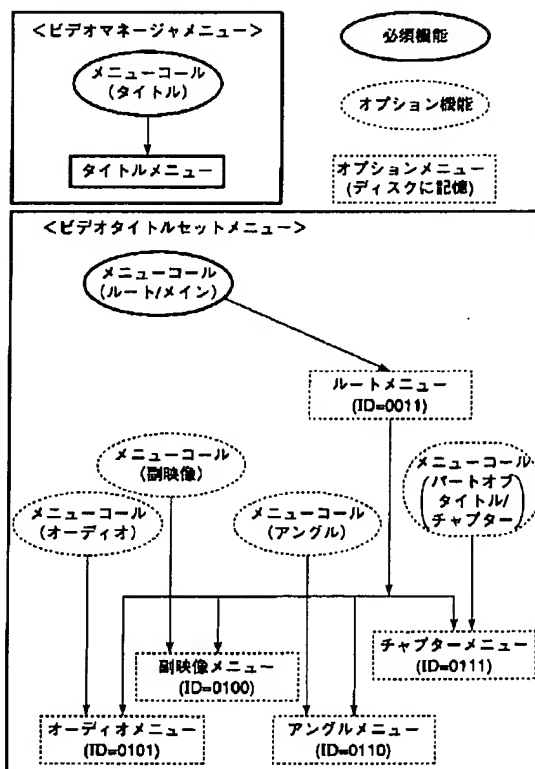 <ビデオマネージャメニュー>
メニューコール
(タイトル)
タイトルメニュー
必須機能
オプション機能
オプションメニュー
(ディスクに記憶)
<ビデオタイトルセットメニュー>
メニューコール
(ルート/メイン)
ルートメニュー
(ID=0011)
メニューコール
(副映像)
メニューコール
(オーディオ)
メニューコール
(アングル)
メニューコール
(パートオブ
タイトル/
チャプター)
副映像メニュー
(ID=0100)
チャプターメニュー
(ID=0111)
オーディオメニュー
(ID=0101)
アングルメニュー
(ID=0110)